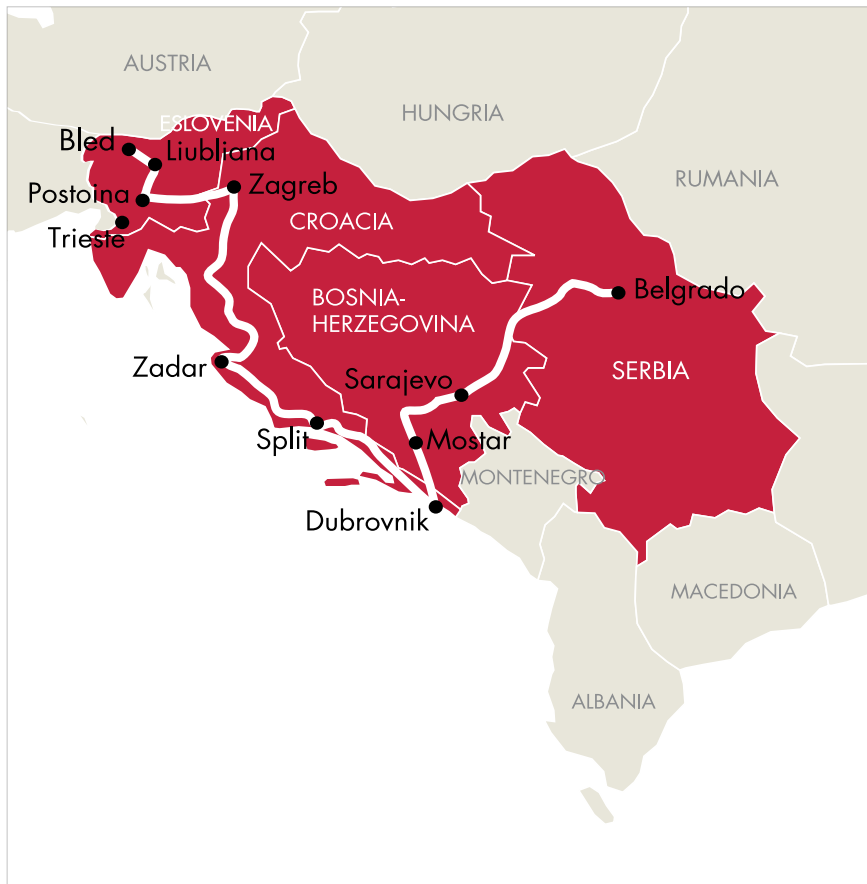 AUSTRIA
HUNGRIA
ESLOVENIA
Bled
Liubliana
RUMANIA
Postoina
Zagreb
Trieste
CROACIA
BOSNIA-
HERZEGOVINA
Belgrado
Zadar
Sarajevo
SERBIA
Split
Mostar
MONTENEGRO
Dubrovnik
MACEDONIA
ALBANIA